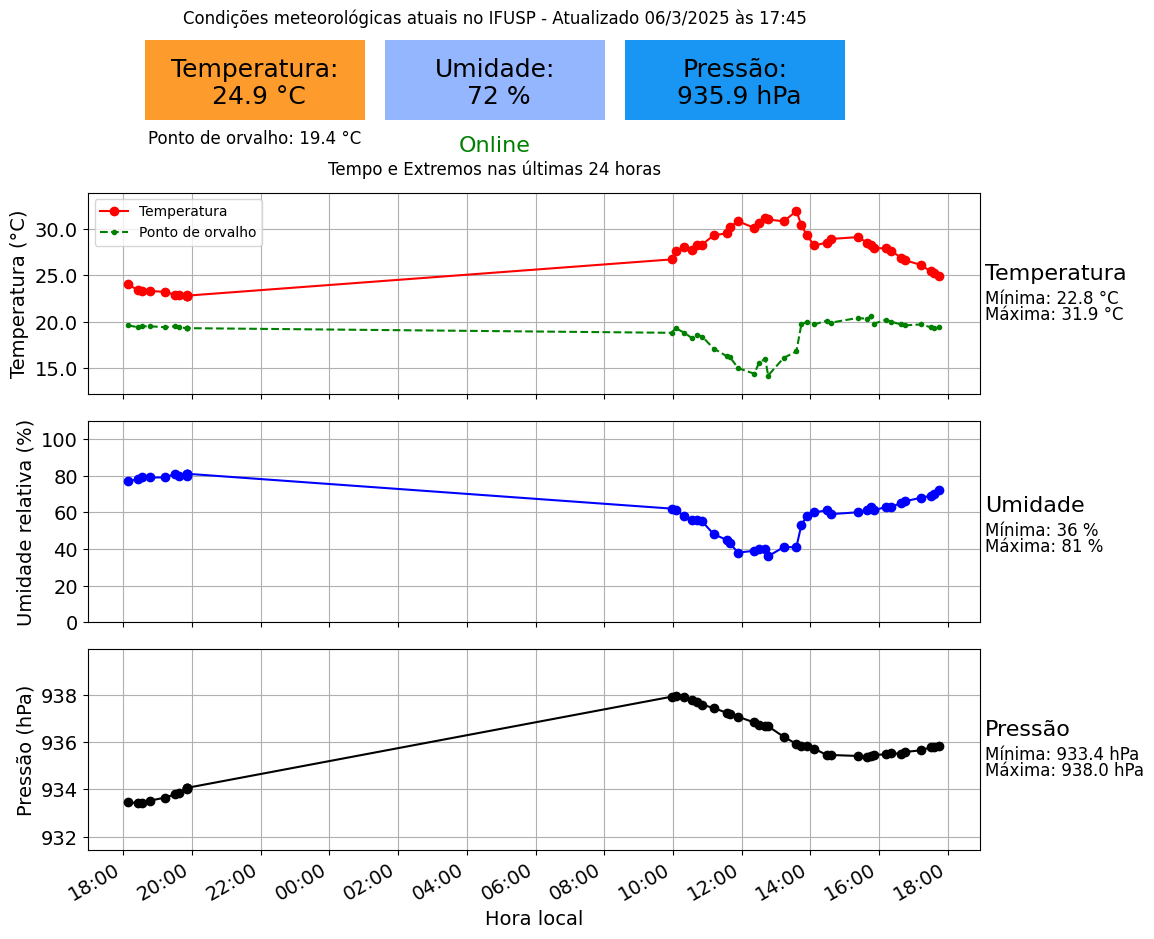 Condições meteorológicas atuais no IFUSP - Atualizado 06/3/2025 às 17:45
Temperatura:
24.9 °C
Umidade:
72 %
Pressão:
935.9 hPa
Ponto de orvalho: 19.4 °C
Online
Tempo e Extremos nas últimas 24 horas
Temperatura (°C)
30.0
25.0
20.0
15.0
Temperatura
Ponto de orvalho
Temperatura
Mínima: 22.8 °C
Máxima: 31.9 °C
Umidade relativa (%)
100
80
60
40
20
0
Umidade
Mínima: 36 %
Máxima: 81 %
Pressão (hPa)
938
936
934
932
Pressão
Mínima: 933.4 hPa
Máxima: 938.0 hPa
18:00 20:00 22:00 00:00 02:00 04:00 06:00 08:00 10:00 12:00 14:00 16:00 18:00
Hora local